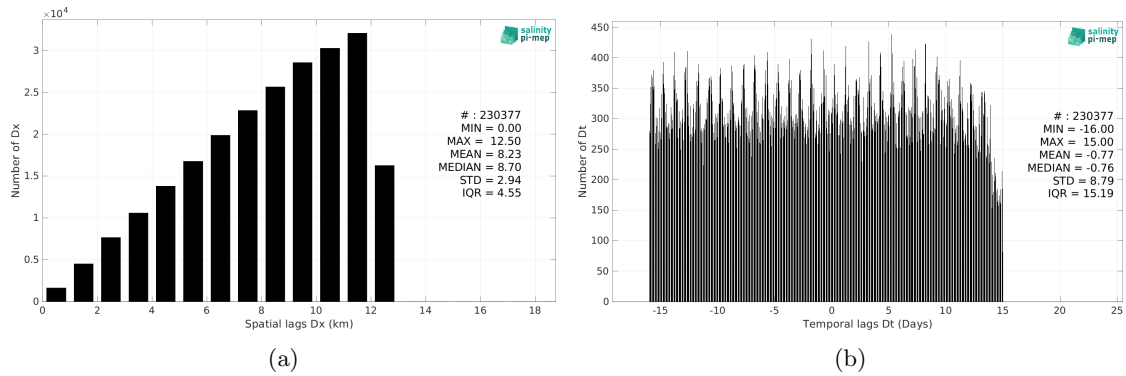 ×10⁴
3
2.5
2
1.5
1
0.5
0
Number of Dx
0 2 4 6 8 10 12 14 16 18
Spatial lags Dx (km)
salinity
pi-mep
# : 230377
MIN = 0.00
MAX = 12.50
MEAN = 8.23
MEDIAN = 8.70
STD = 2.94
IQR = 4.55
(a)
450
400
350
300
250
200
150
100
50
0
Number of Dt
-15 -10 -5 0 5 10 15 20 25
Temporal lags Dt (Days)
salinity
pi-mep
# : 230377
MIN = -16.00
MAX = 15.00
MEAN = -0.77
MEDIAN = -0.76
STD = 8.79
IQR = 15.19
(b)